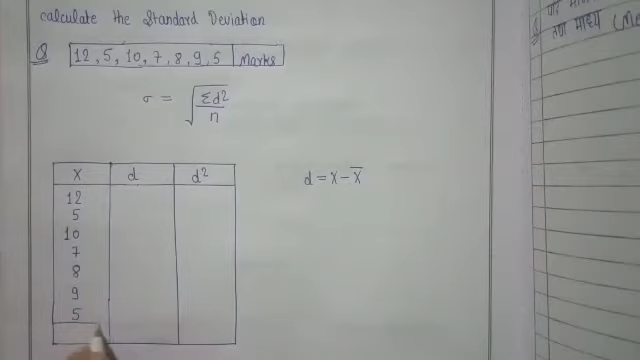 calculate the Standard Deviation
Q 12, 5, 10, 7, 8, 9, 5 Marks
σ = √Σd²/n
X d d²
d = X − X̄
12
5
10
7
8
9
5